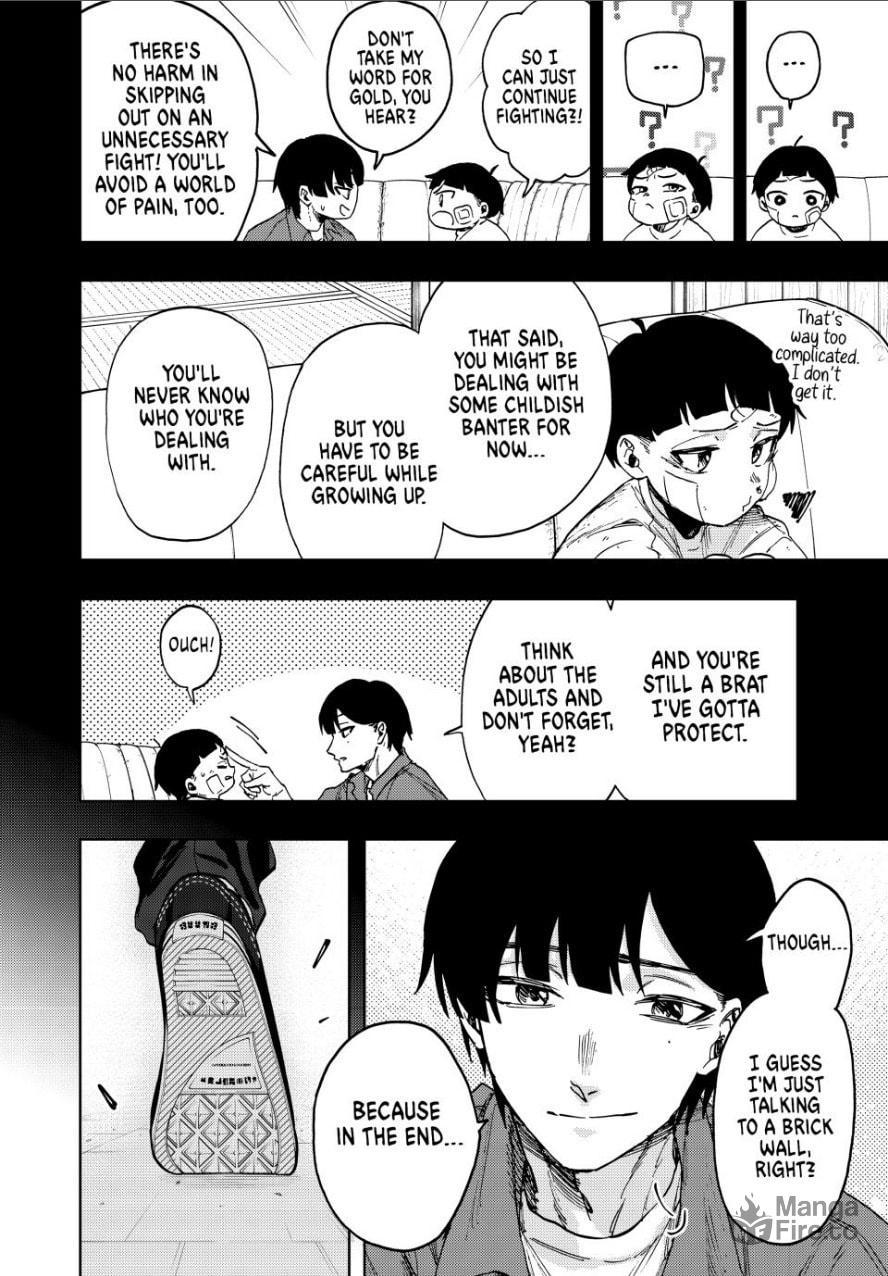 ...
? ?
? ?
...
?
? ?
SO I
CAN JUST
CONTINUE
FIGHTING?!
DON'T
TAKE MY
WORD FOR
GOLD, YOU
HEAR?
THERE'S
NO HARM IN
SKIPPING
OUT ON AN
UNNECESSARY
FIGHT! YOU'LL
AVOID A WORLD
OF PAIN, TOO.
That's
way too
complicated.
I don't
get it.
THAT SAID,
YOU MIGHT BE
DEALING WITH
SOME CHILDISH
BANTER FOR
NOW...
BUT YOU
HAVE TO BE
CAREFUL WHILE
GROWING UP.
YOU'LL
NEVER KNOW
WHO YOU'RE
DEALING
WITH.
AND YOU'RE
STILL A BRAT
I'VE GOTTA
PROTECT.
THINK
ABOUT THE
ADULTS AND
DON'T FORGET,
YEAH?
OUCH!
THOUGH...
I GUESS
I'M JUST
TALKING
TO A BRICK
WALL,
RIGHT?
BECAUSE
IN THE END...
Manga
Fire.to